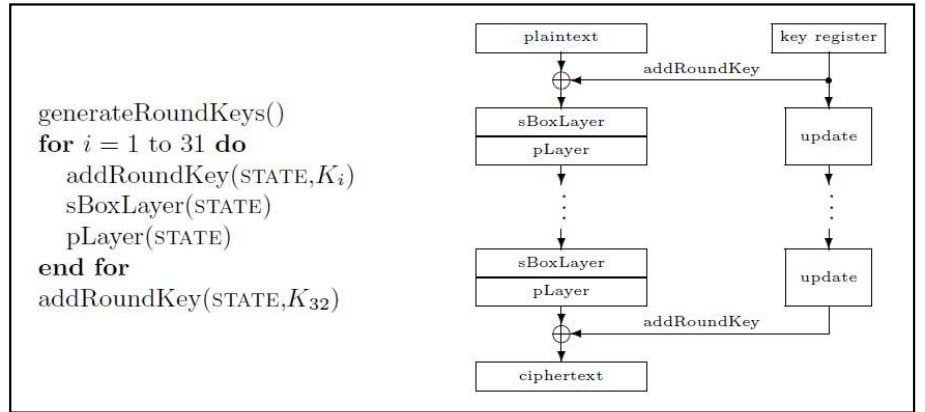 generateRoundKeys()
for i = 1 to 31 do
addRoundKey(STATE,K₁)
sBoxLayer(STATE)
pLayer(STATE)
end for
addRoundKey(STATE,K₃₂)
plaintext
key register
addRoundKey
sBoxLayer
pLayer
update
sBoxLayer
pLayer
update
addRoundKey
ciphertext